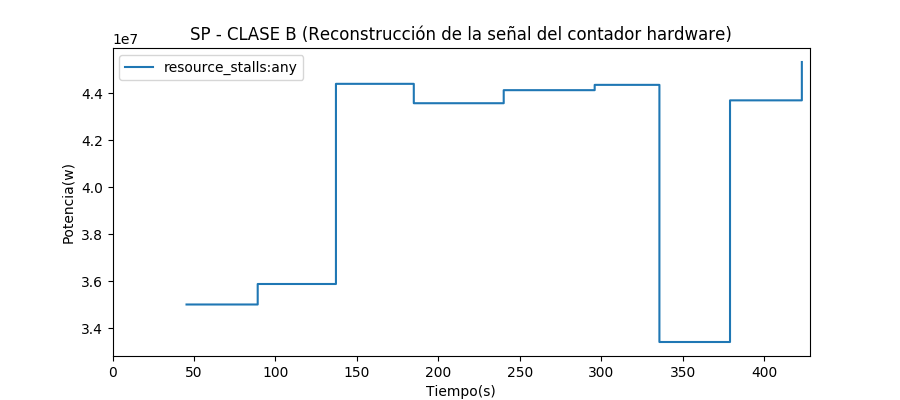 SP - CLASE B (Reconstrucción de la señal del contador hardware)
1e7
resource_stalls:any
4.4
4.2
4.0
3.8
3.6
3.4
Potencia(w)
0 50 100 150 200 250 300 350 400
Tiempo(s)